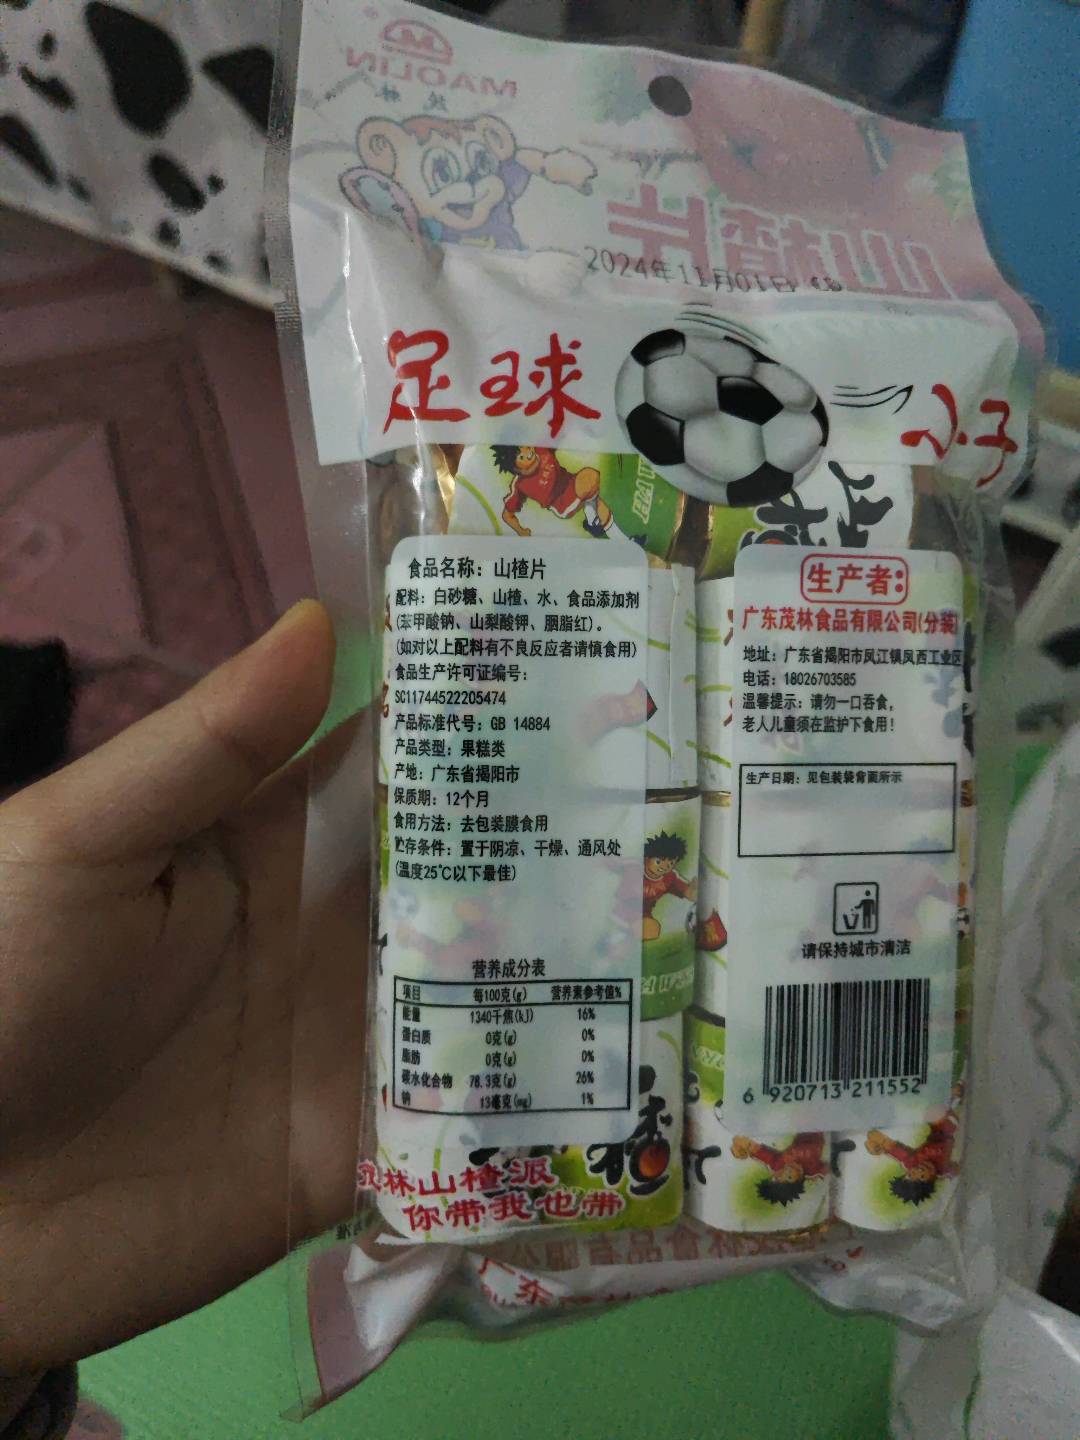 MAOLIN
茂林
山楂片
2024年11月01日
足球
小子
食品名称：山楂片
配料：白砂糖、山楂、水、食品添加剂
(苯甲酸钠、山梨酸钾、胭脂红)。
(如对以上配料有不良反应者请慎食用)
食品生产许可证编号：
SC11744522205474
产品标准代号：GB 14884
产品类型：果糕类
产地：广东省揭阳市
保质期：12个月
食用方法：去包装膜食用
贮存条件：置于阴凉、干燥、通风处
(温度25℃以下最佳)
营养成分表
项目 每100克(g) 营养素参考值%
能量 1340千焦(kJ) 16%
蛋白质 0克(g) 0%
脂肪 0克(g) 0%
碳水化合物 78.3克(g) 26%
钠 13毫克(mg) 1%
茂林山楂派
你带我也带
生产者：
广东茂林食品有限公司(分装)
地址：广东省揭阳市凤江镇凤西工业区
电话：18026703585
温馨提示：请勿一口吞食，
老人儿童须在监护下食用！
生产日期：见包装袋背面所示
请保持城市清洁
6 920713 211552